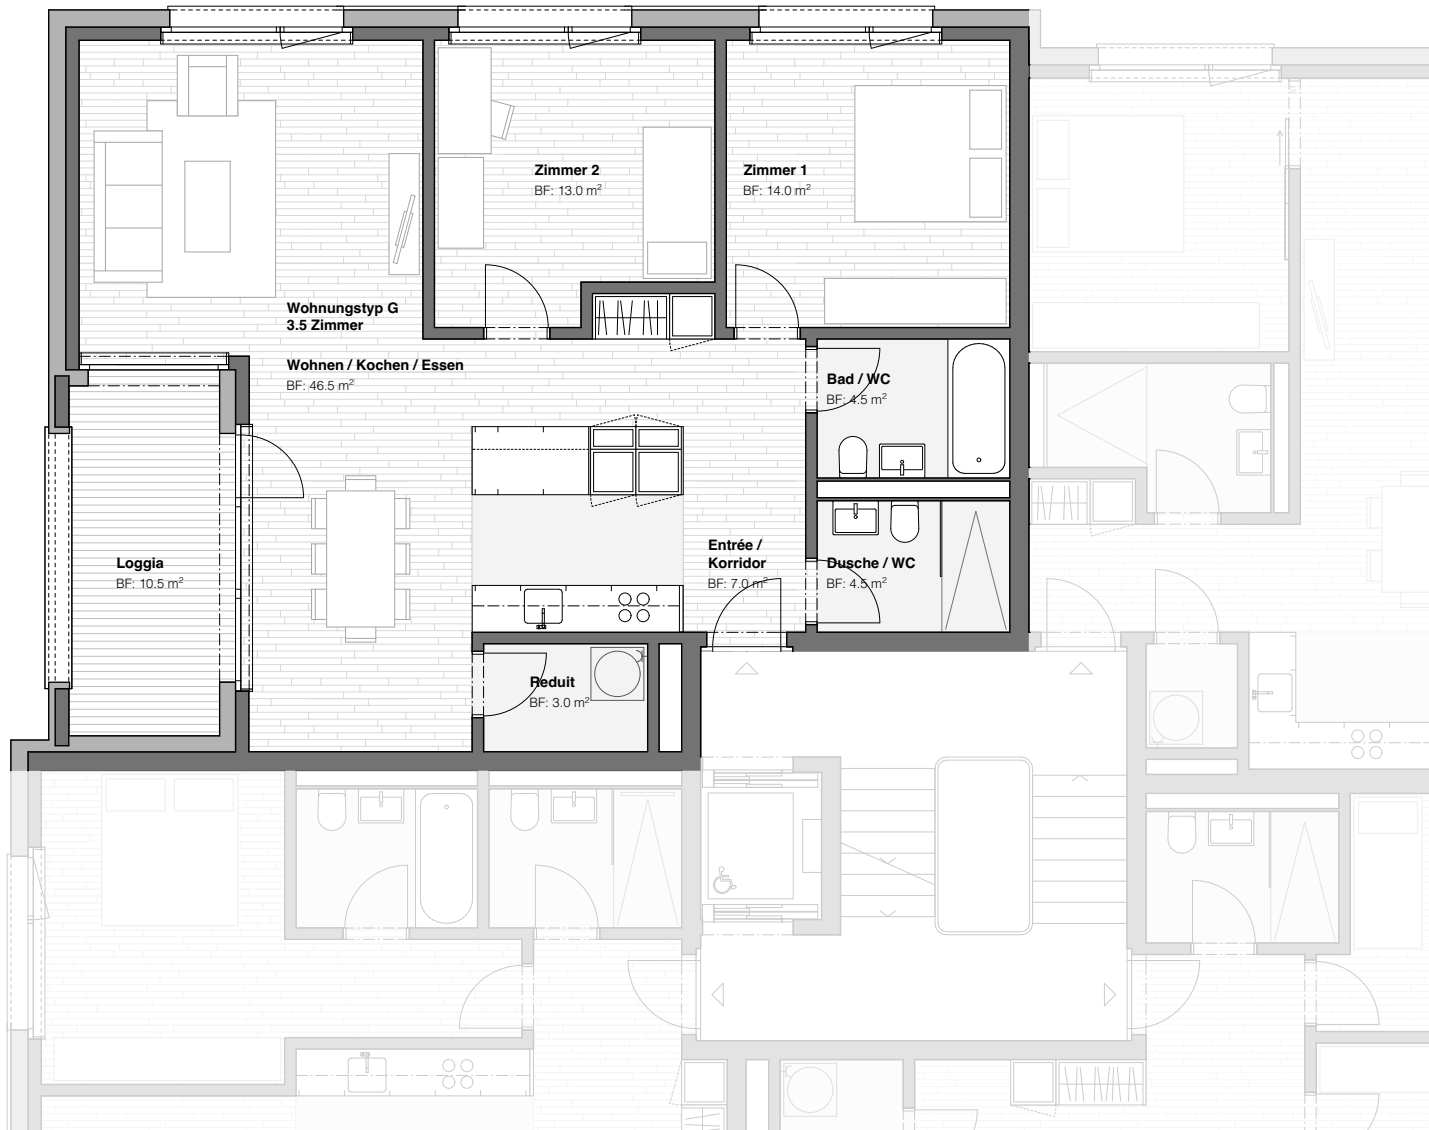 Zimmer 2
BF: 13.0 m²
Zimmer 1
BF: 14.0 m²
Wohnungstyp G
3.5 Zimmer
Wohnen / Kochen / Essen
BF: 46.5 m²
Bad / WC
BF: 4.5 m²
Loggia
BF: 10.5 m²
Entrée /
Korridor
BF: 7.0 m²
Dusche / WC
BF: 4.5 m²
Reduit
BF: 3.0 m²